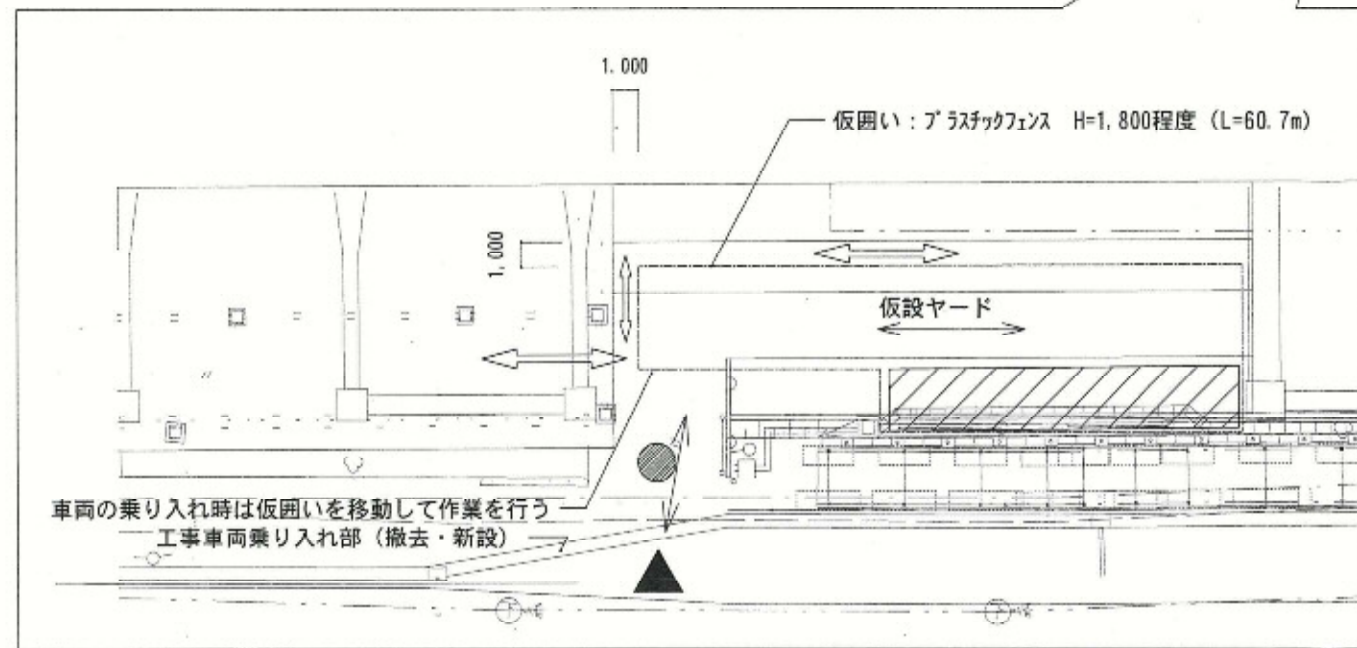 1. 000
仮囲い：プラスチックフェンス　H=1, 800程度（L=60. 7m）
1, 000
仮設ヤード
車両の乗り入れ時は仮囲いを移動して作業を行う
工事車両乗り入れ部（撤去・新設）